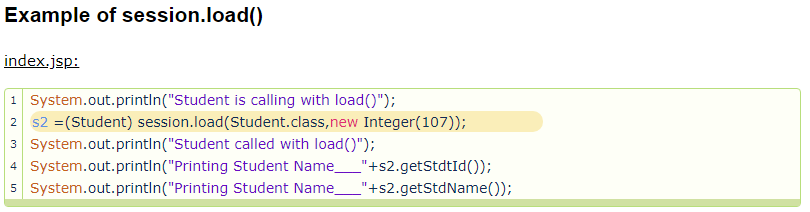 Example of session.load()
index.jsp:
1 System.out.println("Student is calling with load()");
2 s2 =(Student) session.load(Student.class,new Integer(107));
3 System.out.println("Student called with load()");
4 System.out.println("Printing Student Name___"+s2.getStdtId());
5 System.out.println("Printing Student Name___"+s2.getStdName());